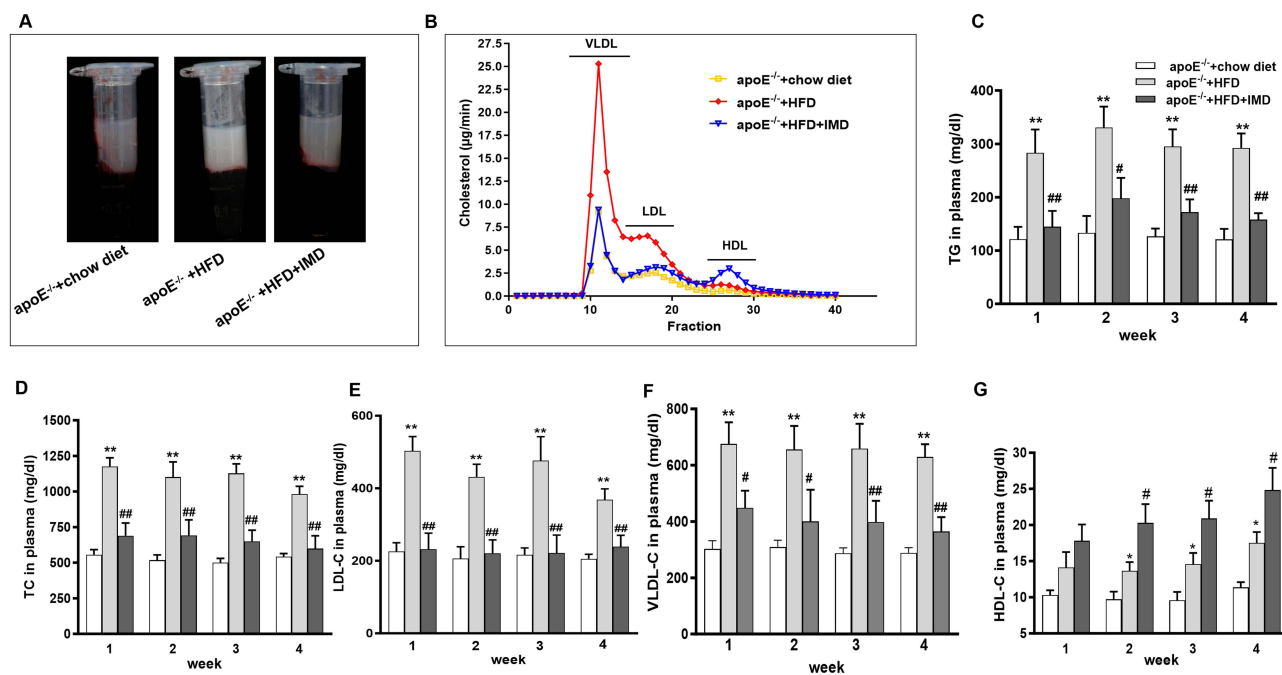 A
apoE-/-+chow diet
apoE-/- +HFD
apoE-/- +HFD+IMD
B
VLDL
LDL
HDL
apoE-/-+chow diet
apoE-/-+HFD
apoE-/-+HFD+IMD
Cholesterol (µg/min)
27.5
25.0
22.5
20.0
17.5
15.0
12.5
10.0
7.5
5.0
2.5
0.0
0 10 20 30 40
Fraction
C
apoE-/-+chow diet
apoE-/-+HFD
apoE-/-+HFD+IMD
TG in plasma (mg/dl)
400
300
200
100
0
** ** ** **
## # ## ##
1 2 3 4
week
D
TC in plasma (mg/dl)
1500
1250
1000
750
500
250
0
** ** ** **
## ## ## ##
1 2 3 4
week
E
LDL-C in plasma (mg/dl)
600
400
200
0
** ** ** **
## ## ## ##
1 2 3 4
week
F
VLDL-C in plasma (mg/dl)
800
600
400
200
0
** ** ** **
# # ## ##
1 2 3 4
week
G
HDL-C in plasma (mg/dl)
30
25
20
15
10
5
* * *
# # #
1 2 3 4
week